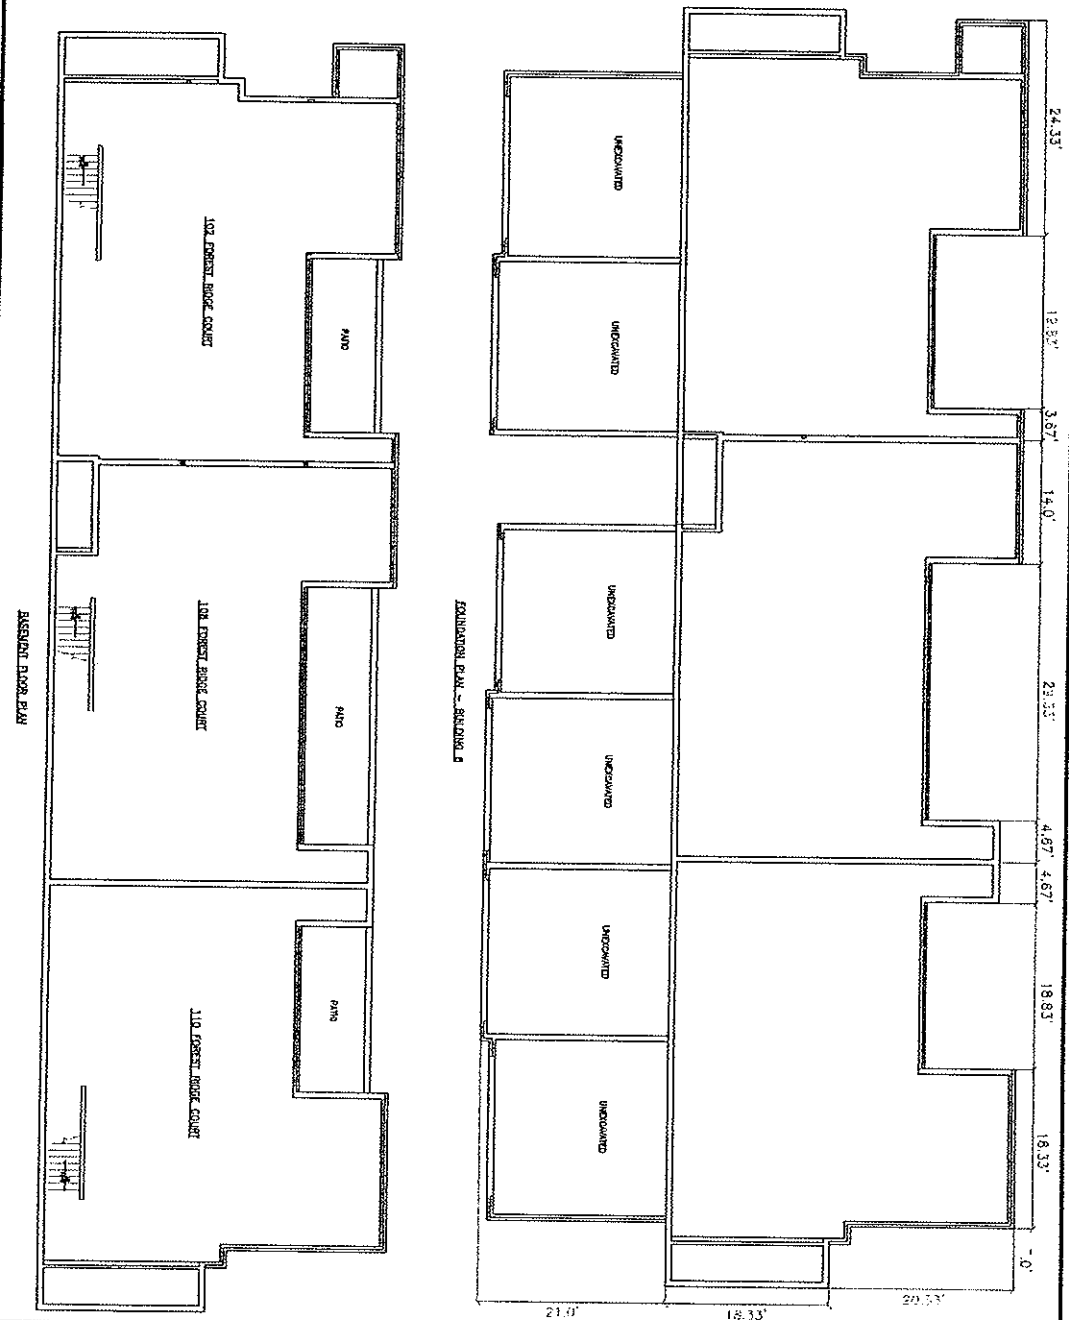 24.33'
3.67'
14.0'
4.67'
4.67'
18.83'
18.33'
20.33'
18.33'
21.0'
UNEXCAVATED
UNEXCAVATED
UNEXCAVATED
UNEXCAVATED
UNEXCAVATED
UNEXCAVATED
FOUNDATION PLAN - BUILDING
102 FOREST RIDGE COURT
PATIO
108 FOREST RIDGE COURT
PATIO
110 FOREST RIDGE COURT
PATIO
BASEMENT FLOOR PLAN